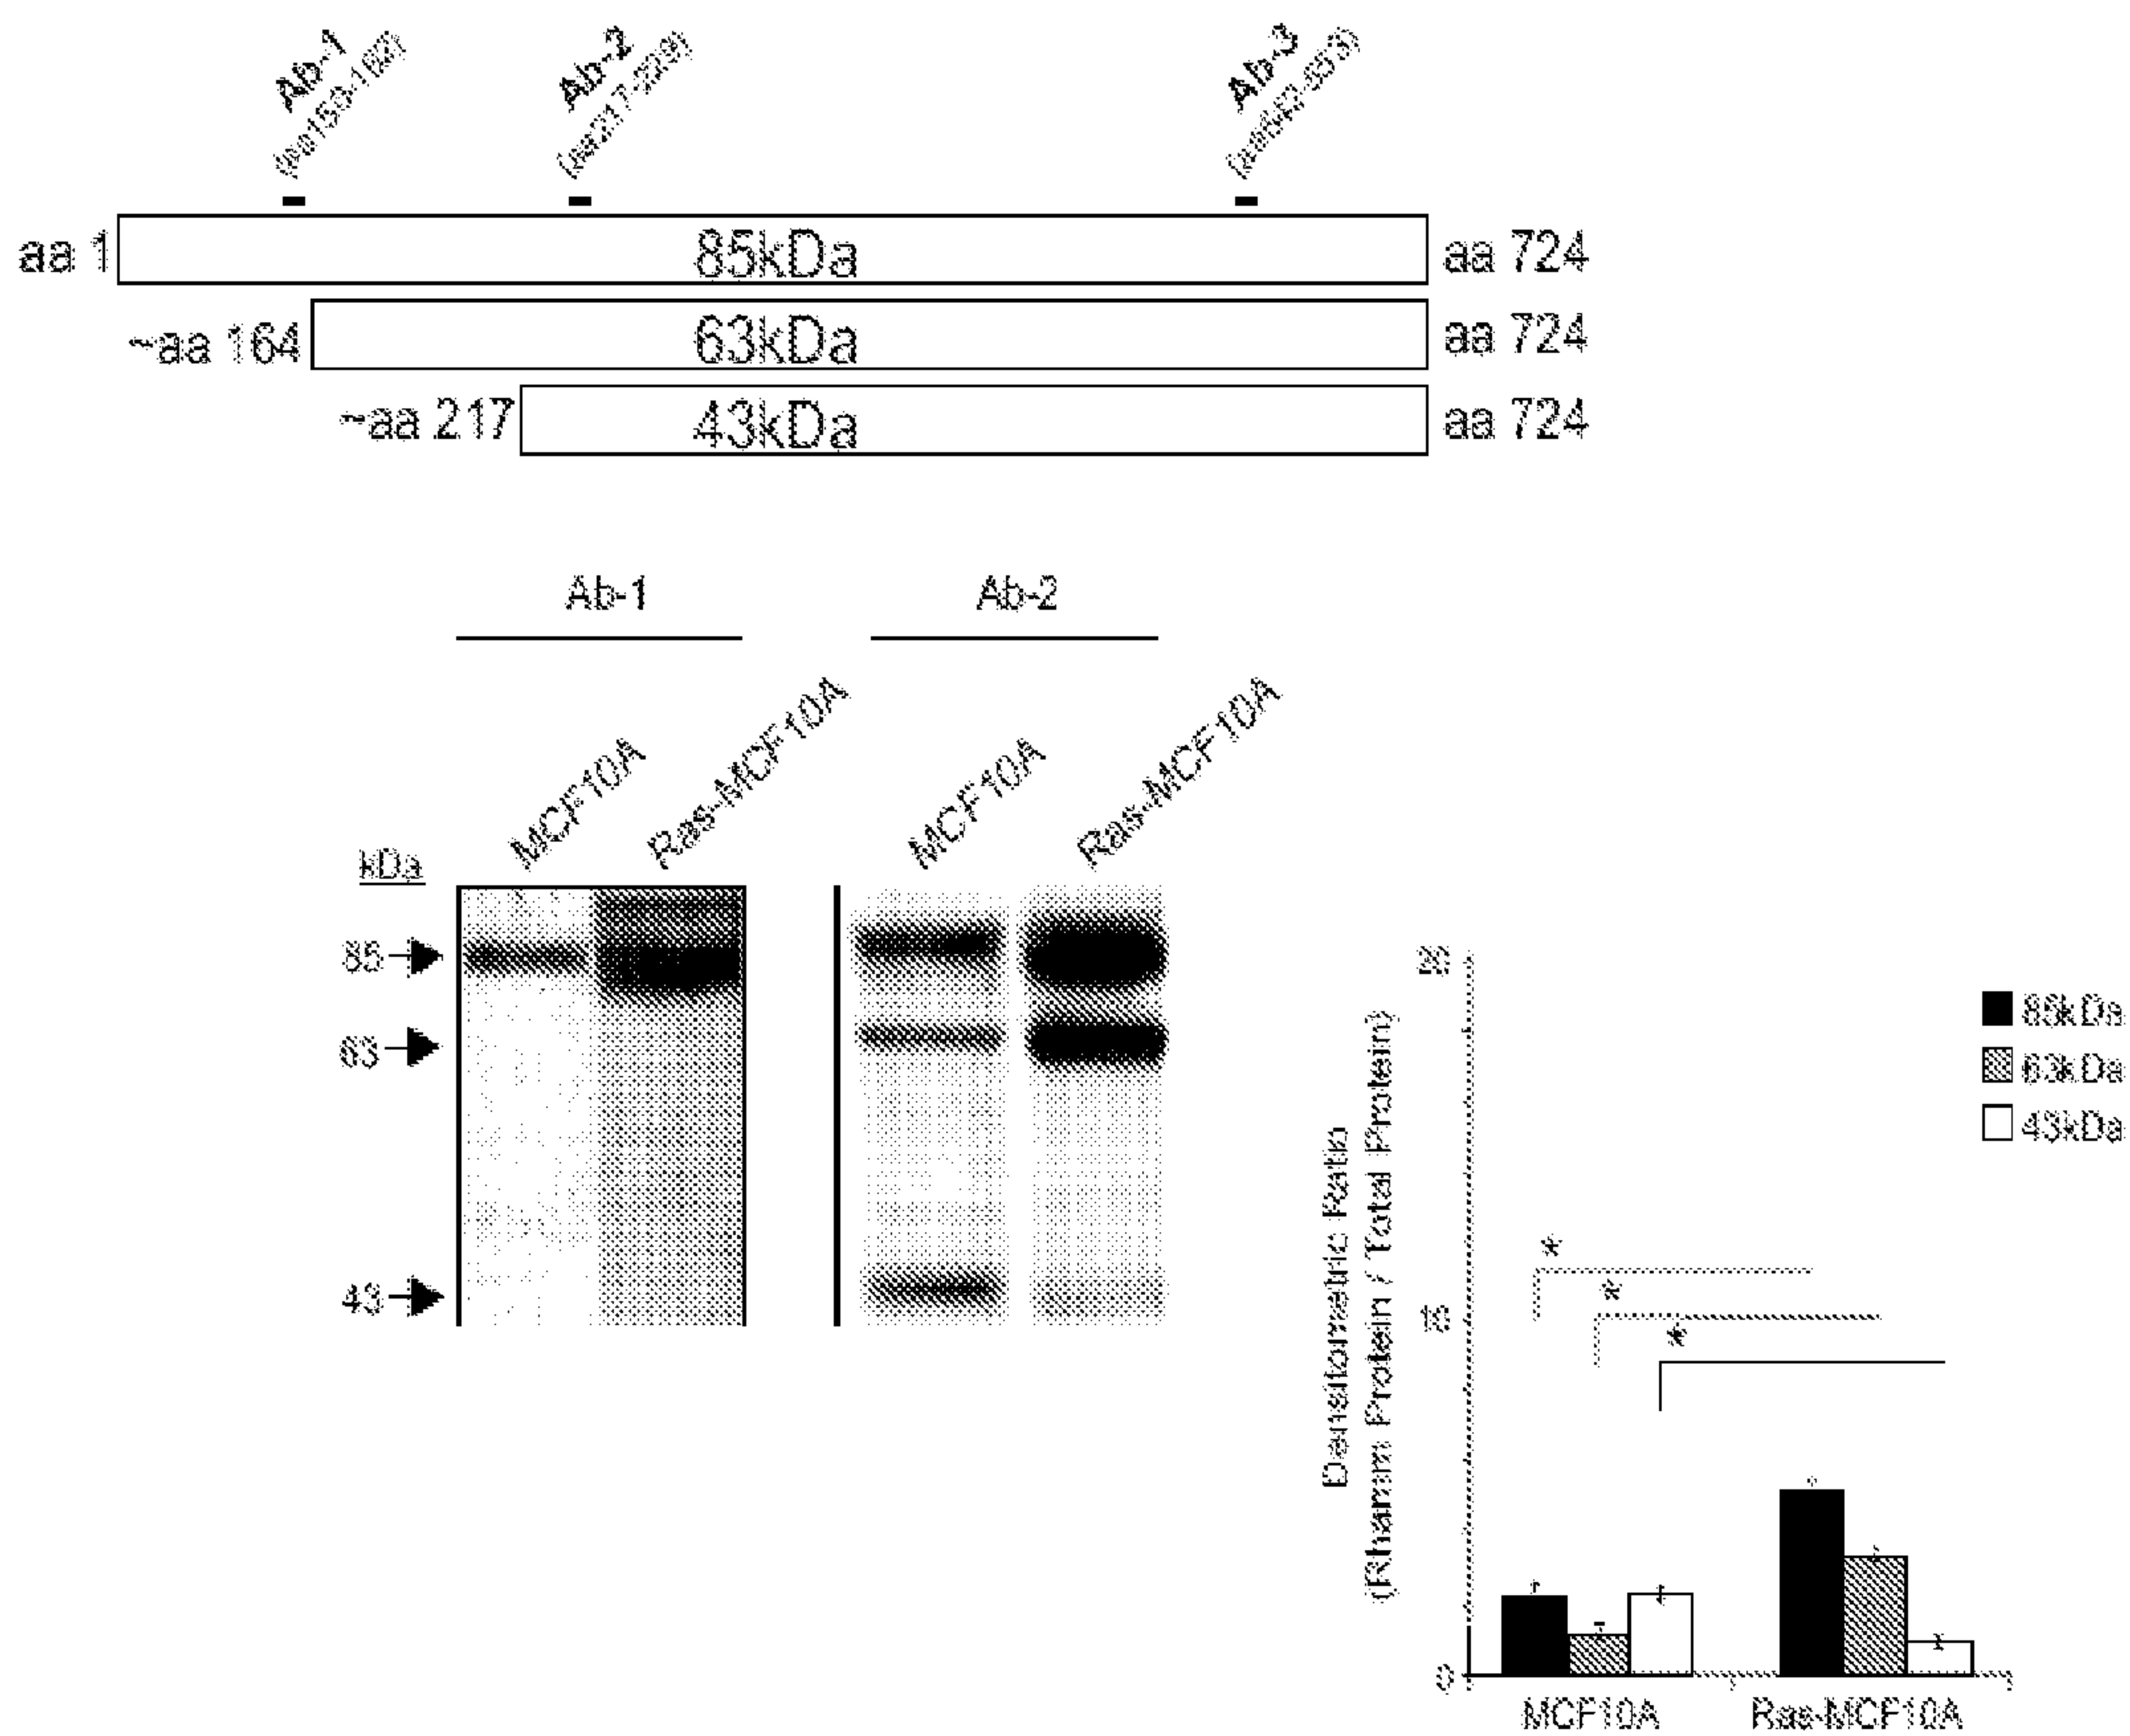 Ab-1
Ab-2
Ab-3
aa 1
85kDa
aa 724
~aa 164
63kDa
aa 724
~aa 217
43kDa
aa 724
Ab-1
Ab-2
MCF10A
Ras-MCF10A
MCF10A
Ras-MCF10A
kDa
85
63
43
Densitometric Ratio
(Rhamm Protein / Total Protein)
0
*
*
*
85kDa
63kDa
43kDa
MCF10A
Ras-MCF10A